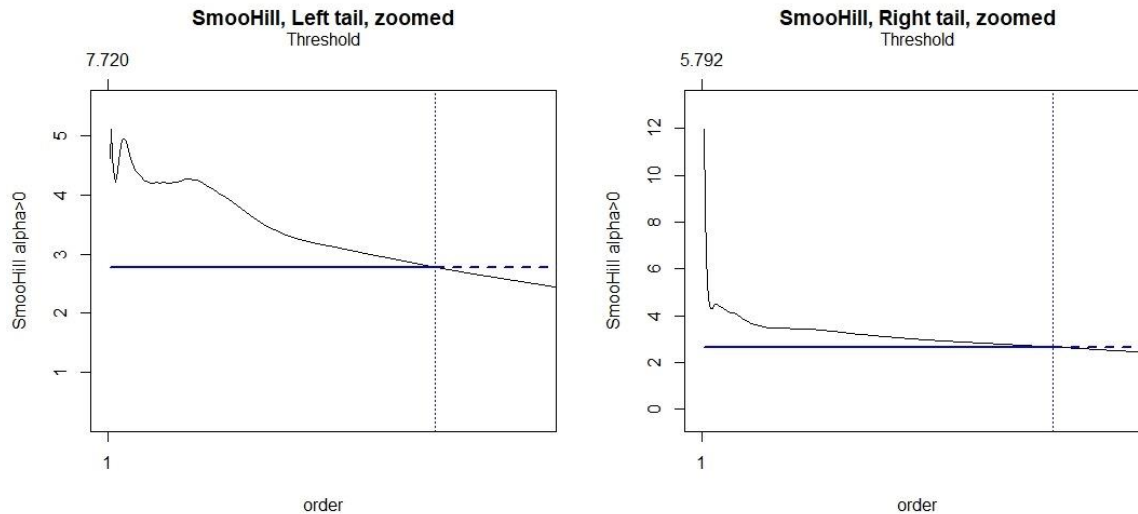 SmooHill, Left tail, zoomed
Threshold
7.720
SmooHill alpha>0
5
4
3
2
1
1
order
SmooHill, Right tail, zoomed
Threshold
5.792
SmooHill alpha>0
12
10
8
6
4
2
0
1
order